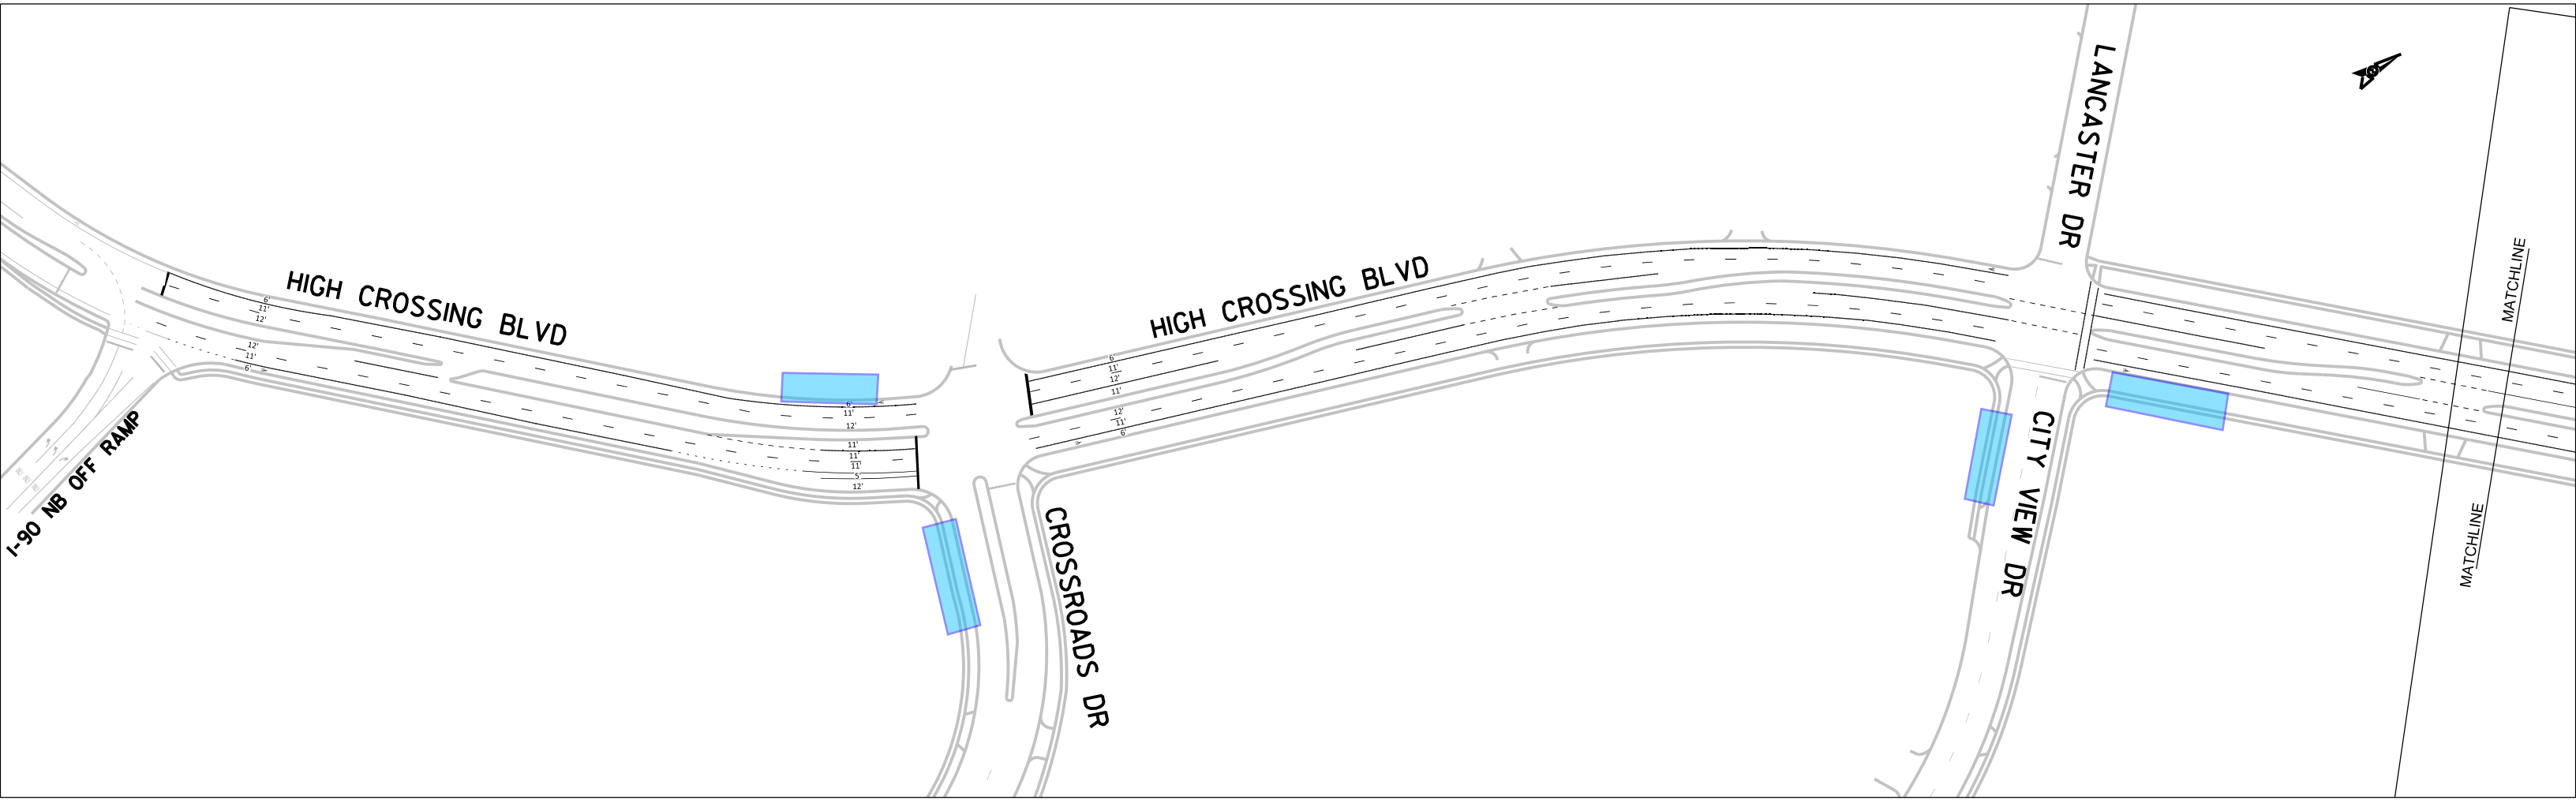 LANCASTER DR
MATCHLINE
HIGH CROSSING BLVD
HIGH CROSSING BLVD
6'
11'
12'
12'
11'
6'
6'
11'
12'
11'
11'
11'
5'
12'
6'
11'
12'
11'
12'
11'
6'
I-90 NB OFF RAMP
CROSSROADS DR
CITY VIEW DR
MATCHLINE